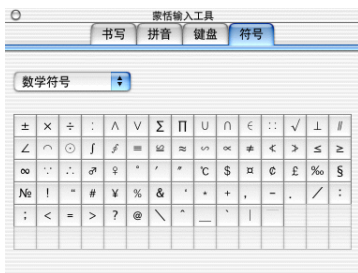 蒙恬输入工具
书写 拼音 键盘 符号
数学符号
± × ÷ : ∧ ∨ Σ Π ∪ ∩ ∈ ∷ √ ⊥ ∥
∠ ⌒ ⊙ ∫ ∮ ≡ ≌ ≈ ∽ ∝ ≠ ≮ ≯ ≤ ≥
∞ ∵ ∴ ♂ ♀ ° ′ ″ ℃ $ ¤ ¢ £ ‰ §
№ ! " # ¥ % & ' * + , - . / :
; < = > ? @ \ ^ _ ` | ‾